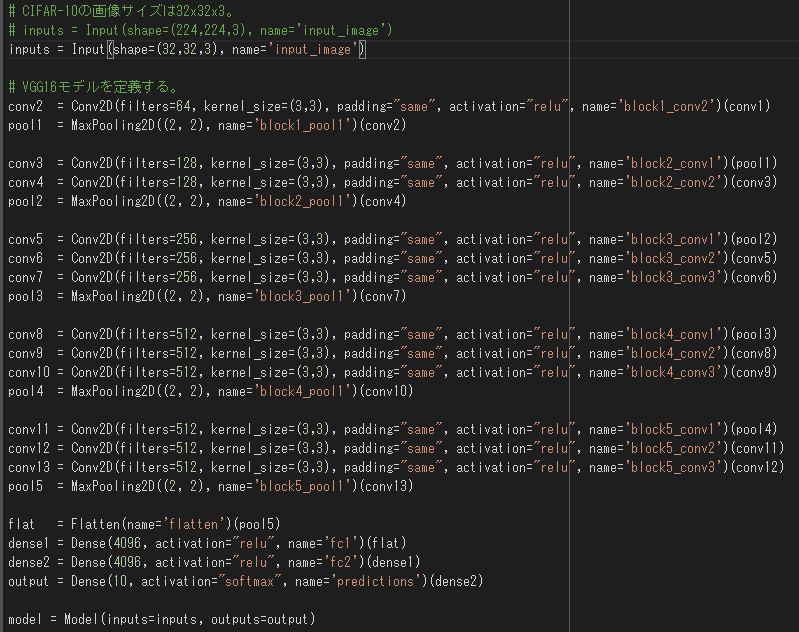 # CIFAR-10の画像サイズは32x32x3。
# inputs = Input(shape=(224,224,3), name='input_image')
inputs = Input(shape=(32,32,3), name='input_image')
# VGG16モデルを定義する。
conv2  = Conv2D(filters=64, kernel_size=(3,3), padding="same", activation="relu", name='block1_conv2')(conv1)
pool1  = MaxPooling2D((2, 2), name='block1_pool1')(conv2)
conv3  = Conv2D(filters=128, kernel_size=(3,3), padding="same", activation="relu", name='block2_conv1')(pool1)
conv4  = Conv2D(filters=128, kernel_size=(3,3), padding="same", activation="relu", name='block2_conv2')(conv3)
pool2  = MaxPooling2D((2, 2), name='block2_pool1')(conv4)
conv5  = Conv2D(filters=256, kernel_size=(3,3), padding="same", activation="relu", name='block3_conv1')(pool2)
conv6  = Conv2D(filters=256, kernel_size=(3,3), padding="same", activation="relu", name='block3_conv2')(conv5)
conv7  = Conv2D(filters=256, kernel_size=(3,3), padding="same", activation="relu", name='block3_conv3')(conv6)
pool3  = MaxPooling2D((2, 2), name='block3_pool1')(conv7)
conv8  = Conv2D(filters=512, kernel_size=(3,3), padding="same", activation="relu", name='block4_conv1')(pool3)
conv9  = Conv2D(filters=512, kernel_size=(3,3), padding="same", activation="relu", name='block4_conv2')(conv8)
conv10 = Conv2D(filters=512, kernel_size=(3,3), padding="same", activation="relu", name='block4_conv3')(conv9)
pool4  = MaxPooling2D((2, 2), name='block4_pool1')(conv10)
conv11 = Conv2D(filters=512, kernel_size=(3,3), padding="same", activation="relu", name='block5_conv1')(pool4)
conv12 = Conv2D(filters=512, kernel_size=(3,3), padding="same", activation="relu", name='block5_conv2')(conv11)
conv13 = Conv2D(filters=512, kernel_size=(3,3), padding="same", activation="relu", name='block5_conv3')(conv12)
pool5  = MaxPooling2D((2, 2), name='block5_pool1')(conv13)
flat   = Flatten(name='flatten')(pool5)
dense1 = Dense(4096, activation="relu", name='fc1')(flat)
dense2 = Dense(4096, activation="relu", name='fc2')(dense1)
output = Dense(10, activation="softmax", name='predictions')(dense2)
model = Model(inputs=inputs, outputs=output)